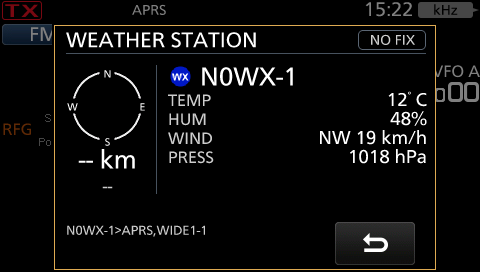 TX APRS 15:22 kHz
FM
WEATHER STATION NO FIX
N
W E
S
-- km
--
WX N0WX-1
TEMP 12°C
HUM 48%
WIND NW 19 km/h
PRESS 1018 hPa
VFO A
00
RFG
N0WX-1>APRS,WIDE1-1